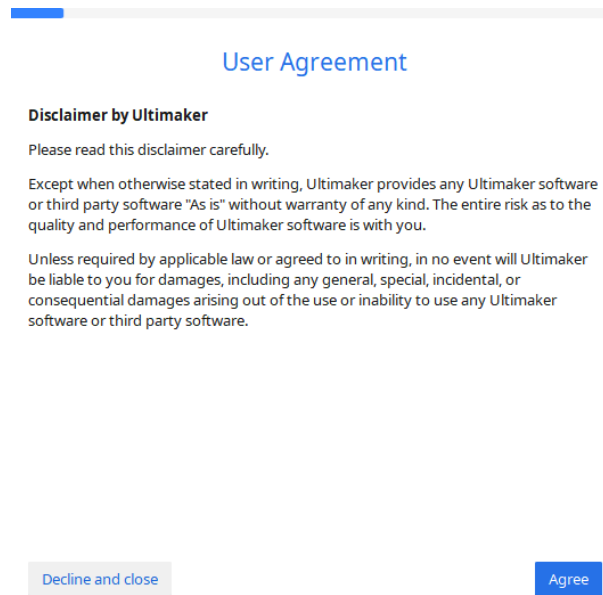 User Agreement
Disclaimer by Ultimaker
Please read this disclaimer carefully.
Except when otherwise stated in writing, Ultimaker provides any Ultimaker software
or third party software "As is" without warranty of any kind. The entire risk as to the
quality and performance of Ultimaker software is with you.
Unless required by applicable law or agreed to in writing, in no event will Ultimaker
be liable to you for damages, including any general, special, incidental, or
consequential damages arising out of the use or inability to use any Ultimaker
software or third party software.
Decline and close
Agree